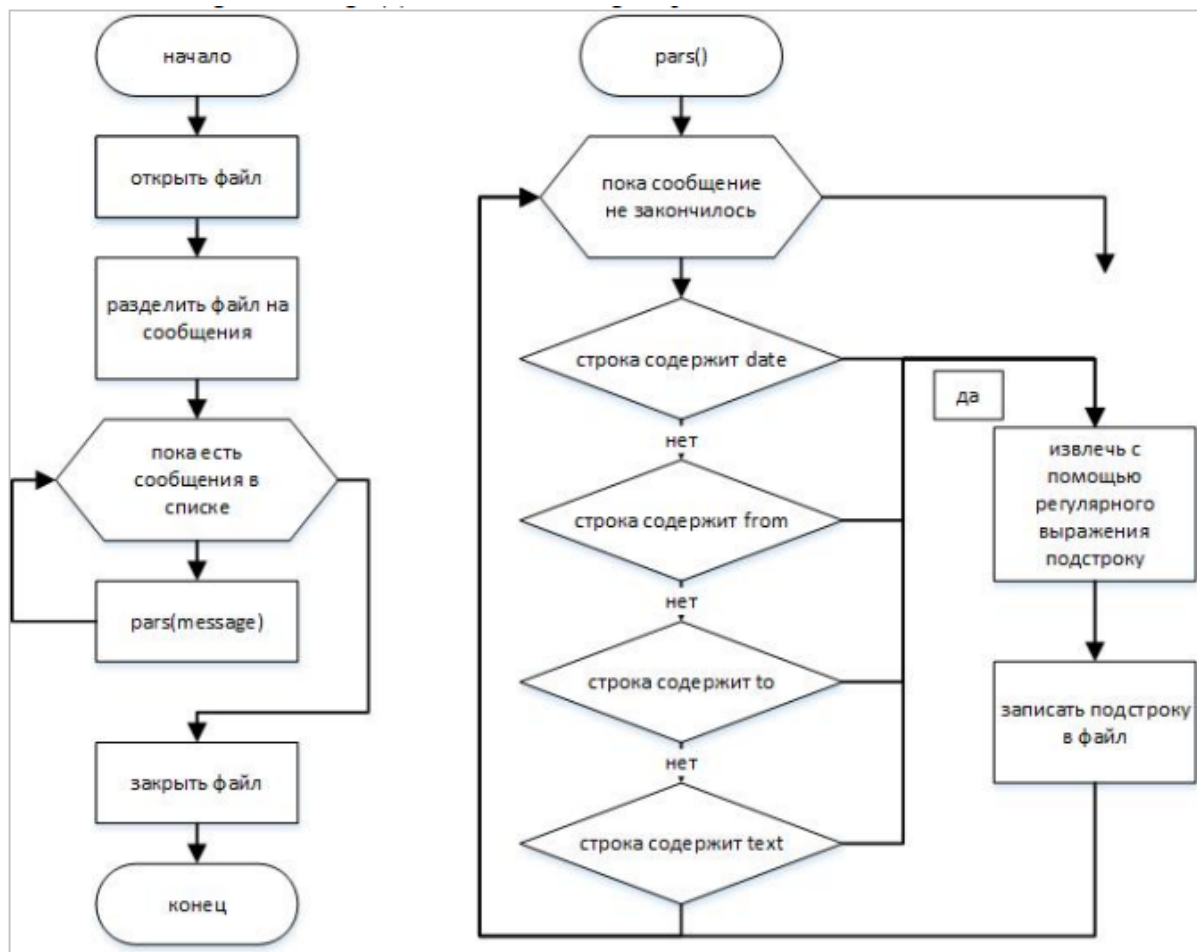 начало
открыть файл
разделить файл на
сообщения
пока есть
сообщения в
списке
pars(message)
закрыть файл
конец
pars()
пока сообщение
не закончилось
строка содержит date
да
нет
строка содержит from
нет
строка содержит to
нет
строка содержит text
извлечь с
помощью
регулярного
выражения
подстроку
записать подстроку
в файл